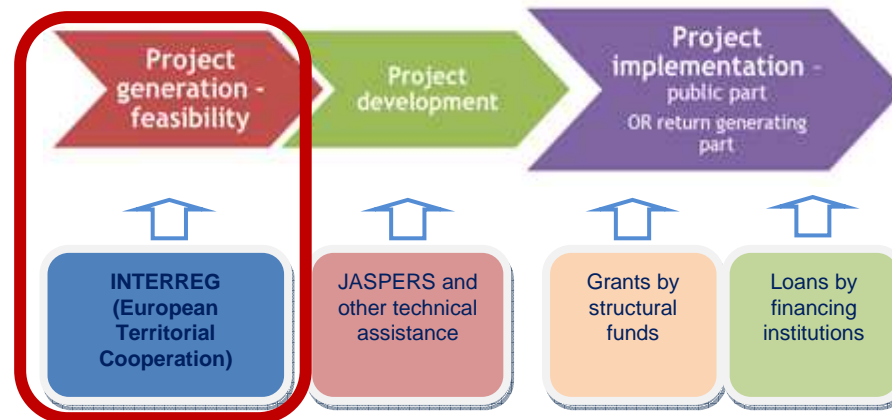 Project
generation -
feasibility
Project
development
Project
implementation –
public part
OR return generating
part
INTERREG
(European
Territorial
Cooperation)
JASPERS and
other technical
assistance
Grants by
structural
funds
Loans by
financing
institutions